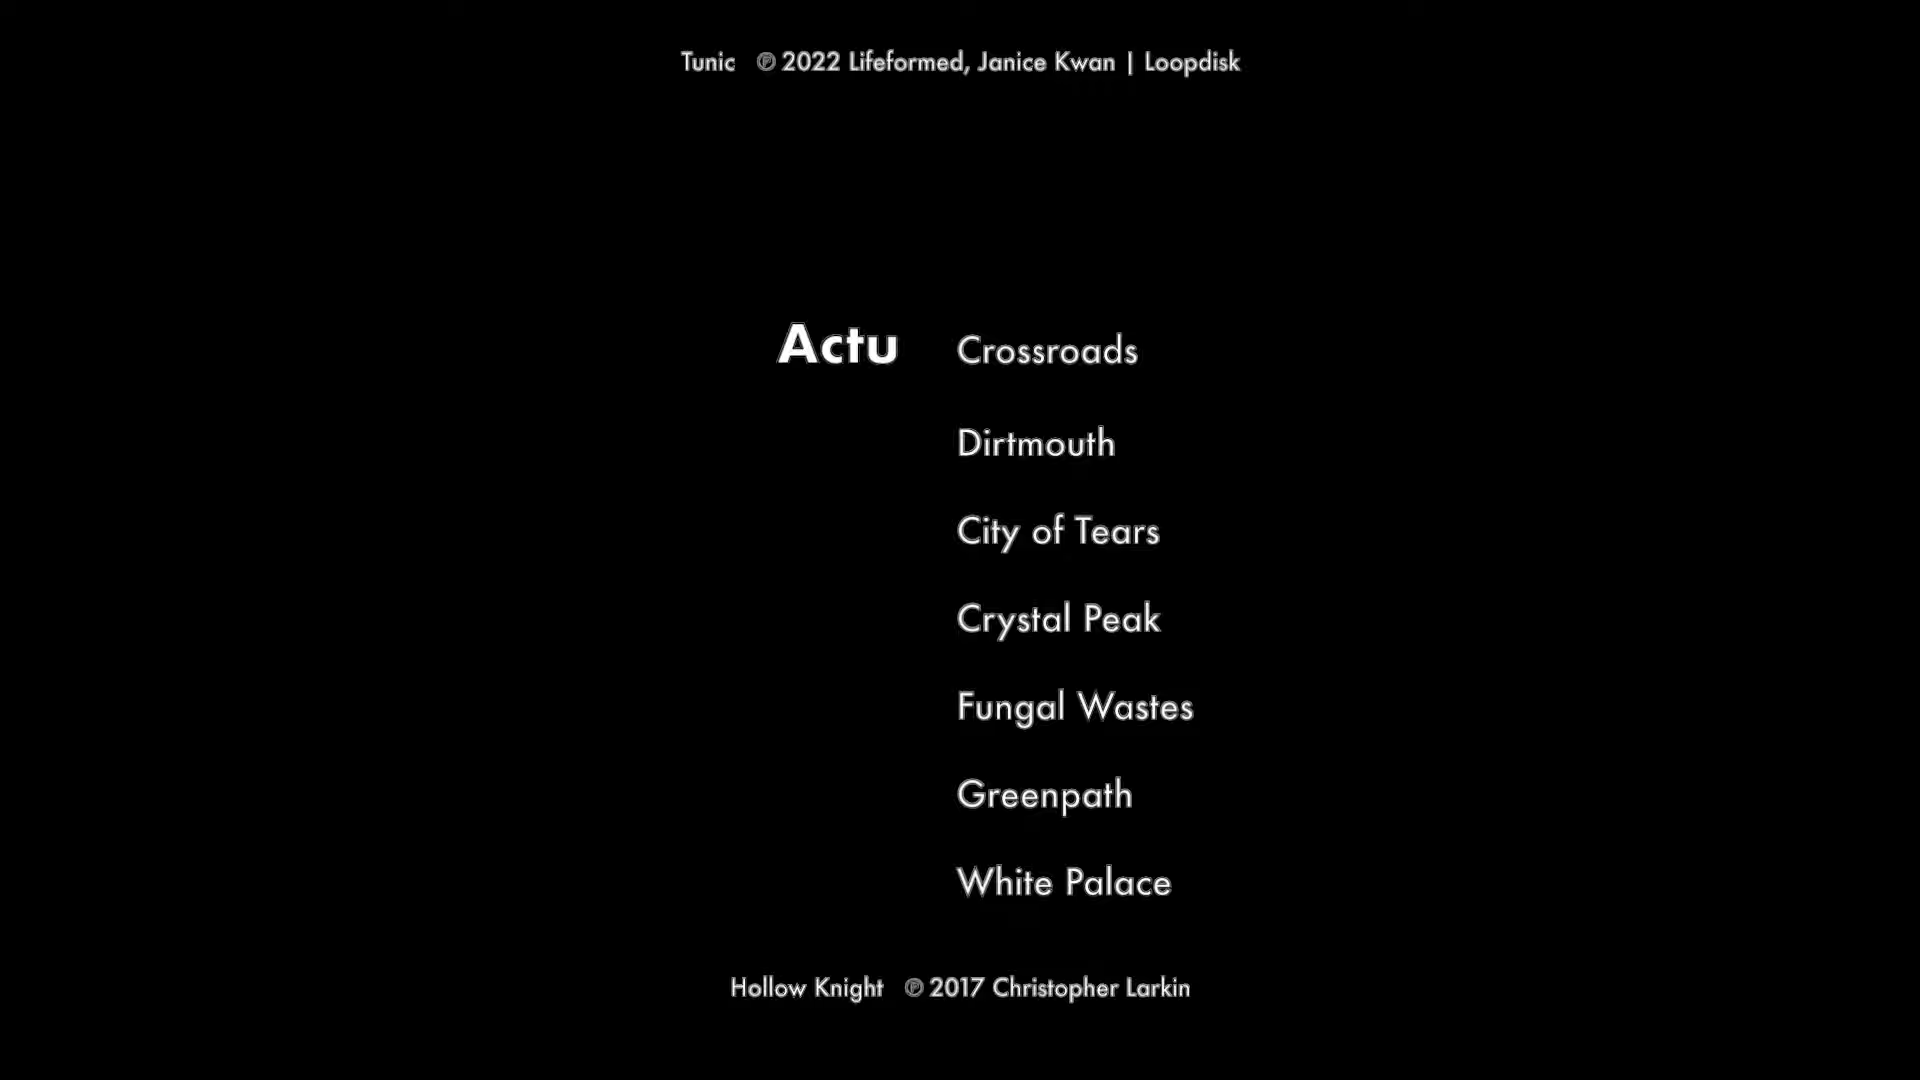 Tunic ℗ 2022 Lifeformed, Janice Kwan | Loopdisk
Actu Crossroads
Dirtmouth
City of Tears
Crystal Peak
Fungal Wastes
Greenpath
White Palace
Hollow Knight ℗ 2017 Christopher Larkin